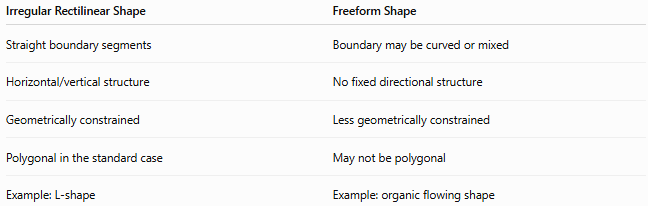 Irregular Rectilinear Shape Freeform Shape
Straight boundary segments Boundary may be curved or mixed
Horizontal/vertical structure No fixed directional structure
Geometrically constrained Less geometrically constrained
Polygonal in the standard case May not be polygonal
Example: L-shape Example: organic flowing shape